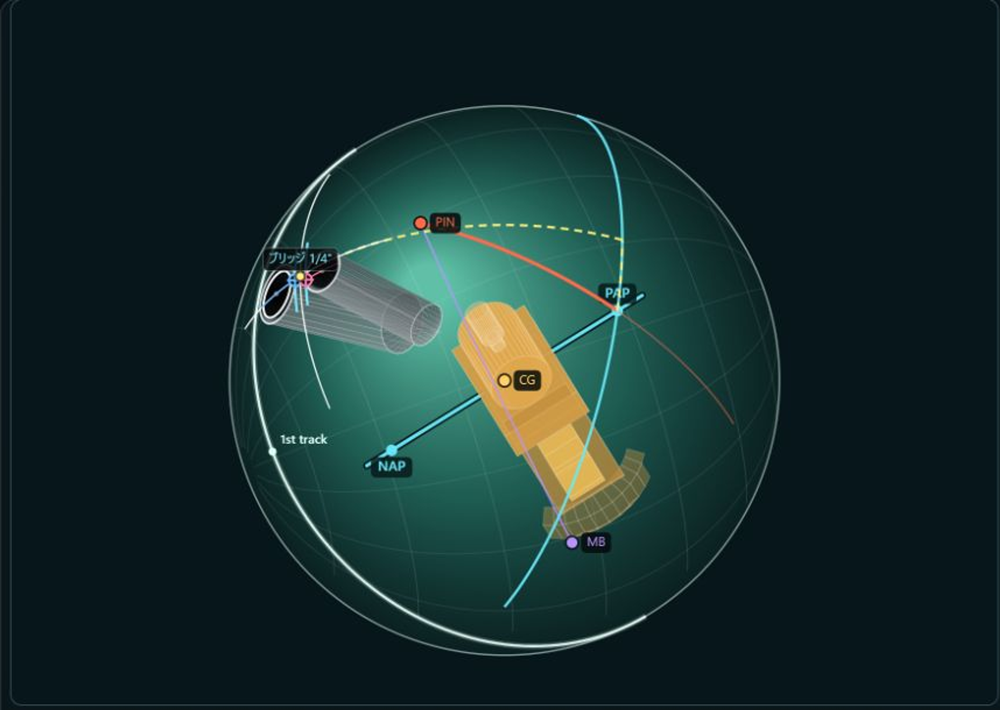 PIN
ブリッジ 1/4"
PAP
CG
1st track
NAP
MB